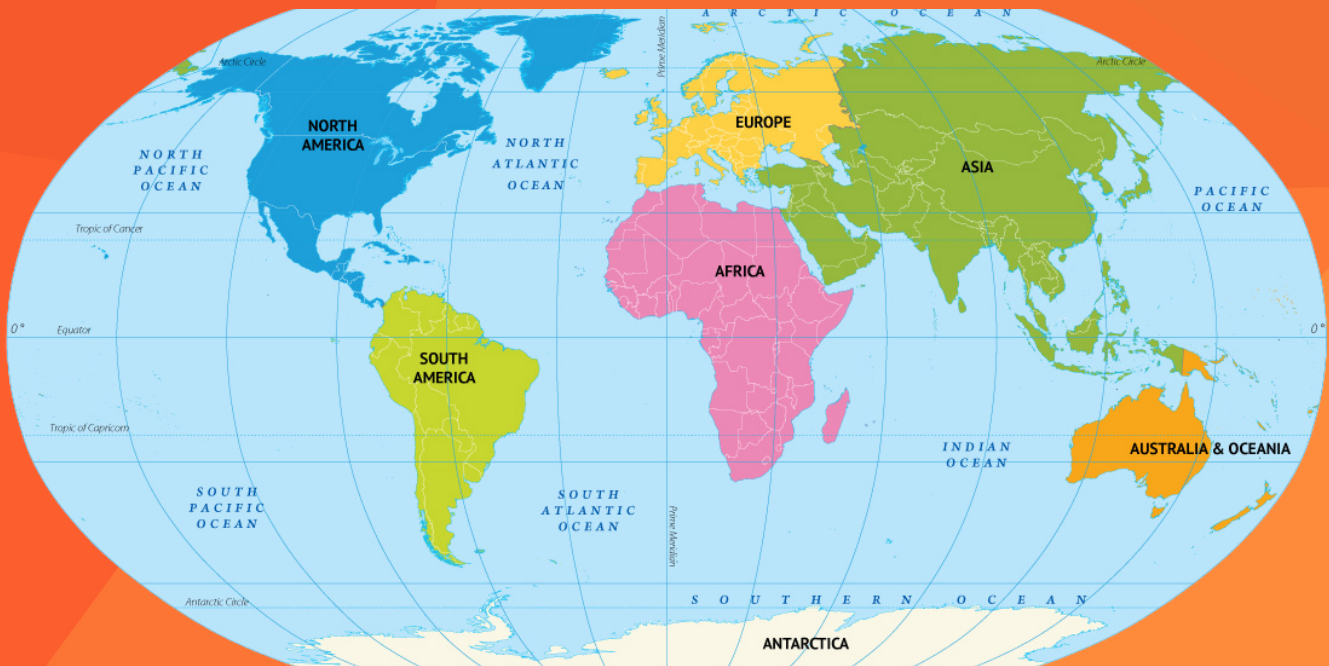 ARCTIC OCEAN
Prime Meridian
Arctic Circle
Arctic Circle
NORTH
AMERICA
EUROPE
ASIA
NORTH
PACIFIC
OCEAN
NORTH
ATLANTIC
OCEAN
PACIFIC
OCEAN
Tropic of Cancer
AFRICA
0°
Equator
0°
SOUTH
AMERICA
Tropic of Capricorn
INDIAN
OCEAN
AUSTRALIA & OCEANIA
SOUTH
PACIFIC
OCEAN
SOUTH
ATLANTIC
OCEAN
Prime Meridian
Antarctic Circle
SOUTHERN OCEAN
ANTARCTICA